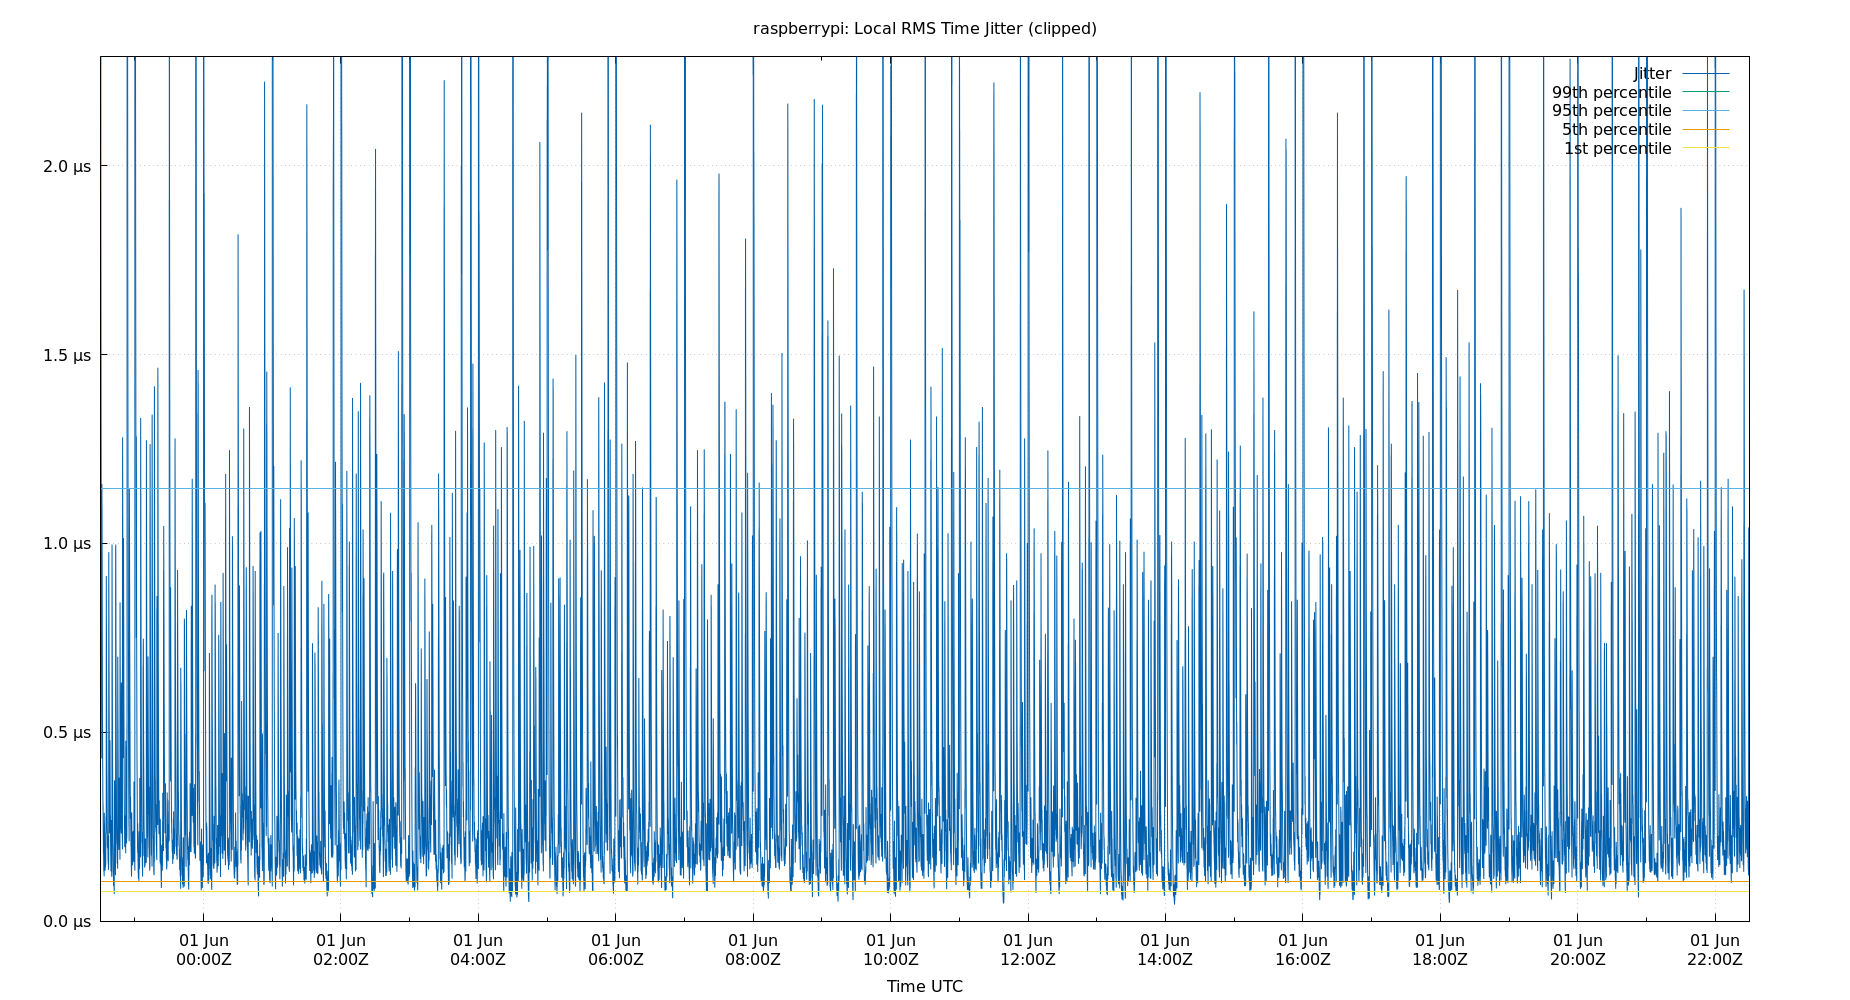 raspberrypi: Local RMS Time Jitter (clipped)
Jitter
99th percentile
95th percentile
5th percentile
1st percentile
2.0 µs
1.5 µs
1.0 µs
0.5 µs
0.0 µs
01 Jun 01 Jun 01 Jun 01 Jun 01 Jun 01 Jun 01 Jun 01 Jun 01 Jun 01 Jun 01 Jun 01 Jun
00:00Z 02:00Z 04:00Z 06:00Z 08:00Z 10:00Z 12:00Z 14:00Z 16:00Z 18:00Z 20:00Z 22:00Z
Time UTC